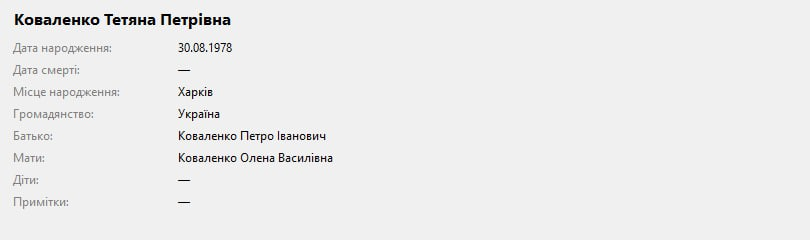 Коваленко Тетяна Петрівна
Дата народження: 30.08.1978
Дата смерті: —
Місце народження: Харків
Громадянство: Україна
Батько: Коваленко Петро Іванович
Мати: Коваленко Олена Василівна
Діти: —
Примітки: —